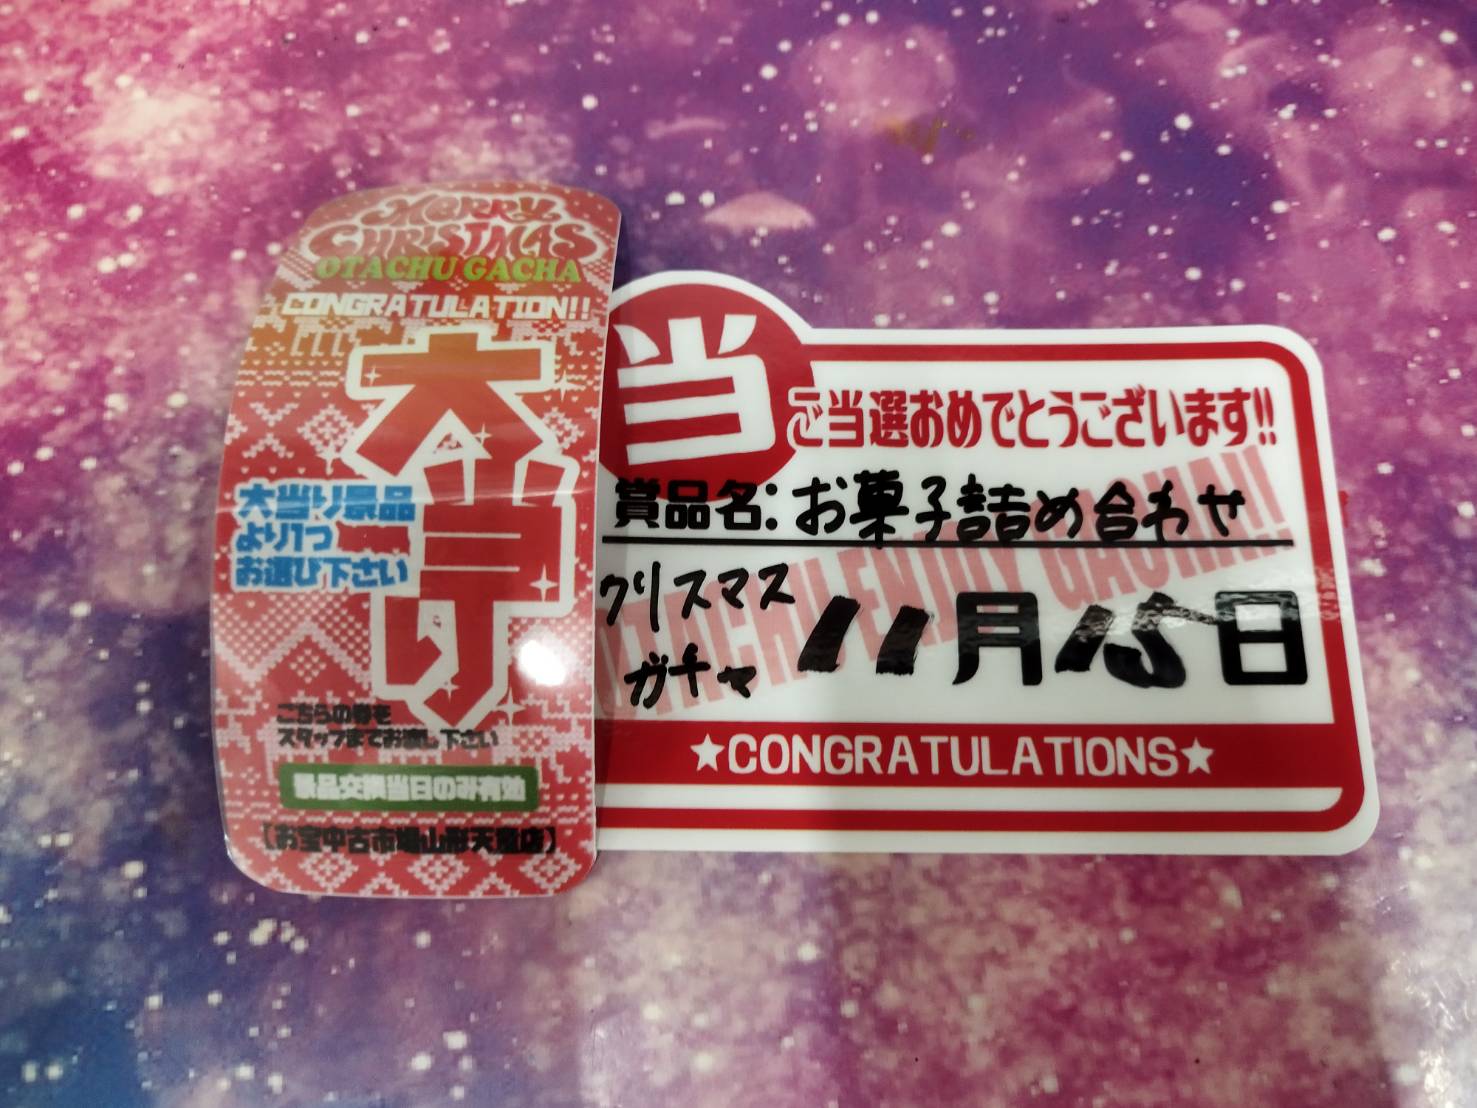 MERRY
CHRISTMAS
OTACHU GACHA
CONGRATULATION!!
大当り
大当り景品
より1つ
お選び下さい
こちらの券を
スタッフまでお渡し下さい
景品交換当日のみ有効
【お宝中古市場山形天童店】
当
ご当選おめでとうございます!!
賞品名:お菓子詰め合わせ
クリスマス
ガチャ
11月15日
OTACHU ENJOY GACHA!!
★CONGRATULATIONS★